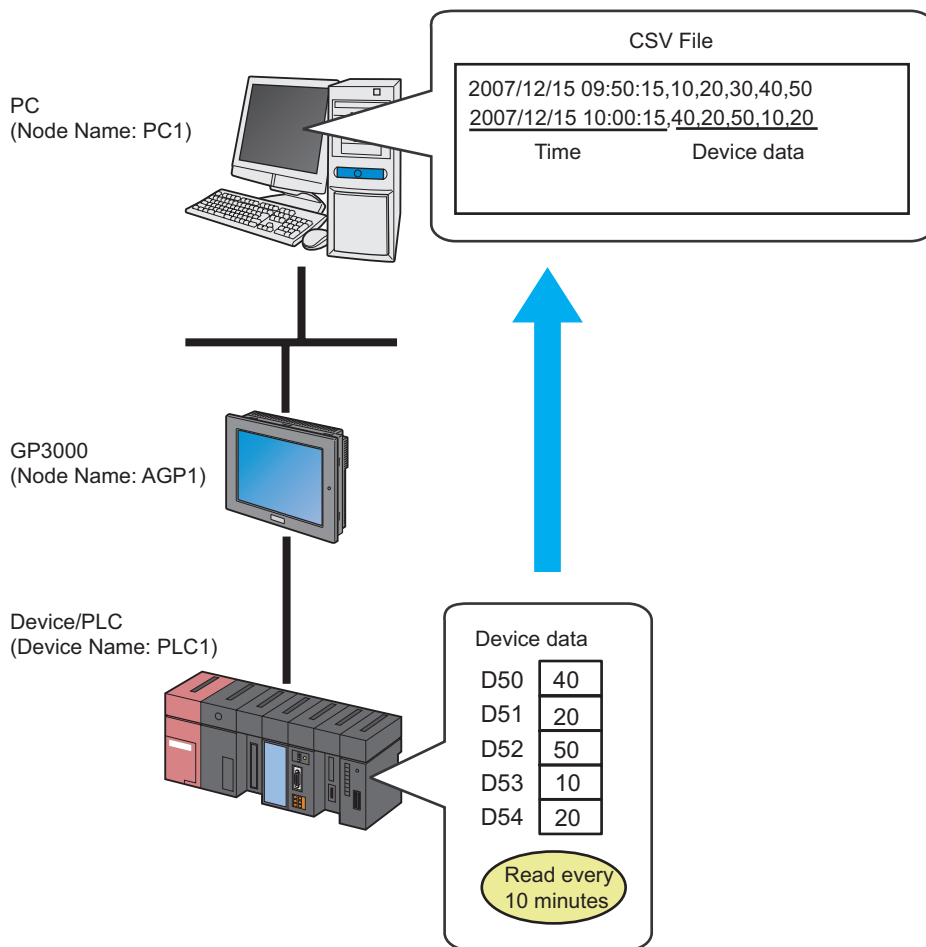 CSV File
2007/12/15 09:50:15,10,20,30,40,50
2007/12/15 10:00:15,40,20,50,10,20
Time Device data
PC
(Node Name: PC1)
GP3000
(Node Name: AGP1)
Device/PLC
(Device Name: PLC1)
Device data
D50 40
D51 20
D52 50
D53 10
D54 20
Read every
10 minutes